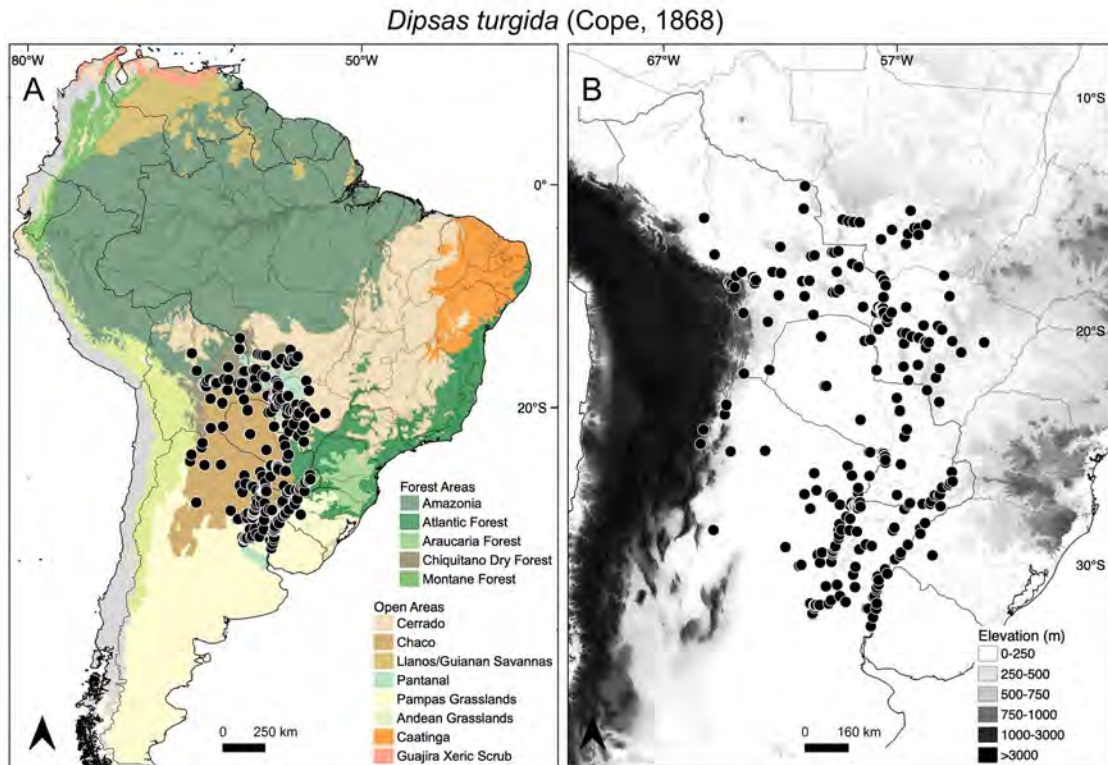 Dipsas turgida (Cope, 1868)
80°W
50°W
A
0°
20°S
Forest Areas
Amazonia
Atlantic Forest
Araucaria Forest
Chiquitano Dry Forest
Montane Forest
Open Areas
Cerrado
Chaco
Llanos/Guianan Savannas
Pantanal
Pampas Grasslands
Andean Grasslands
Caatinga
Guajira Xeric Scrub
0 250 km
67°W
57°W
B
10°S
20°S
30°S
Elevation (m)
0-250
250-500
500-750
750-1000
1000-3000
>3000
0 160 km